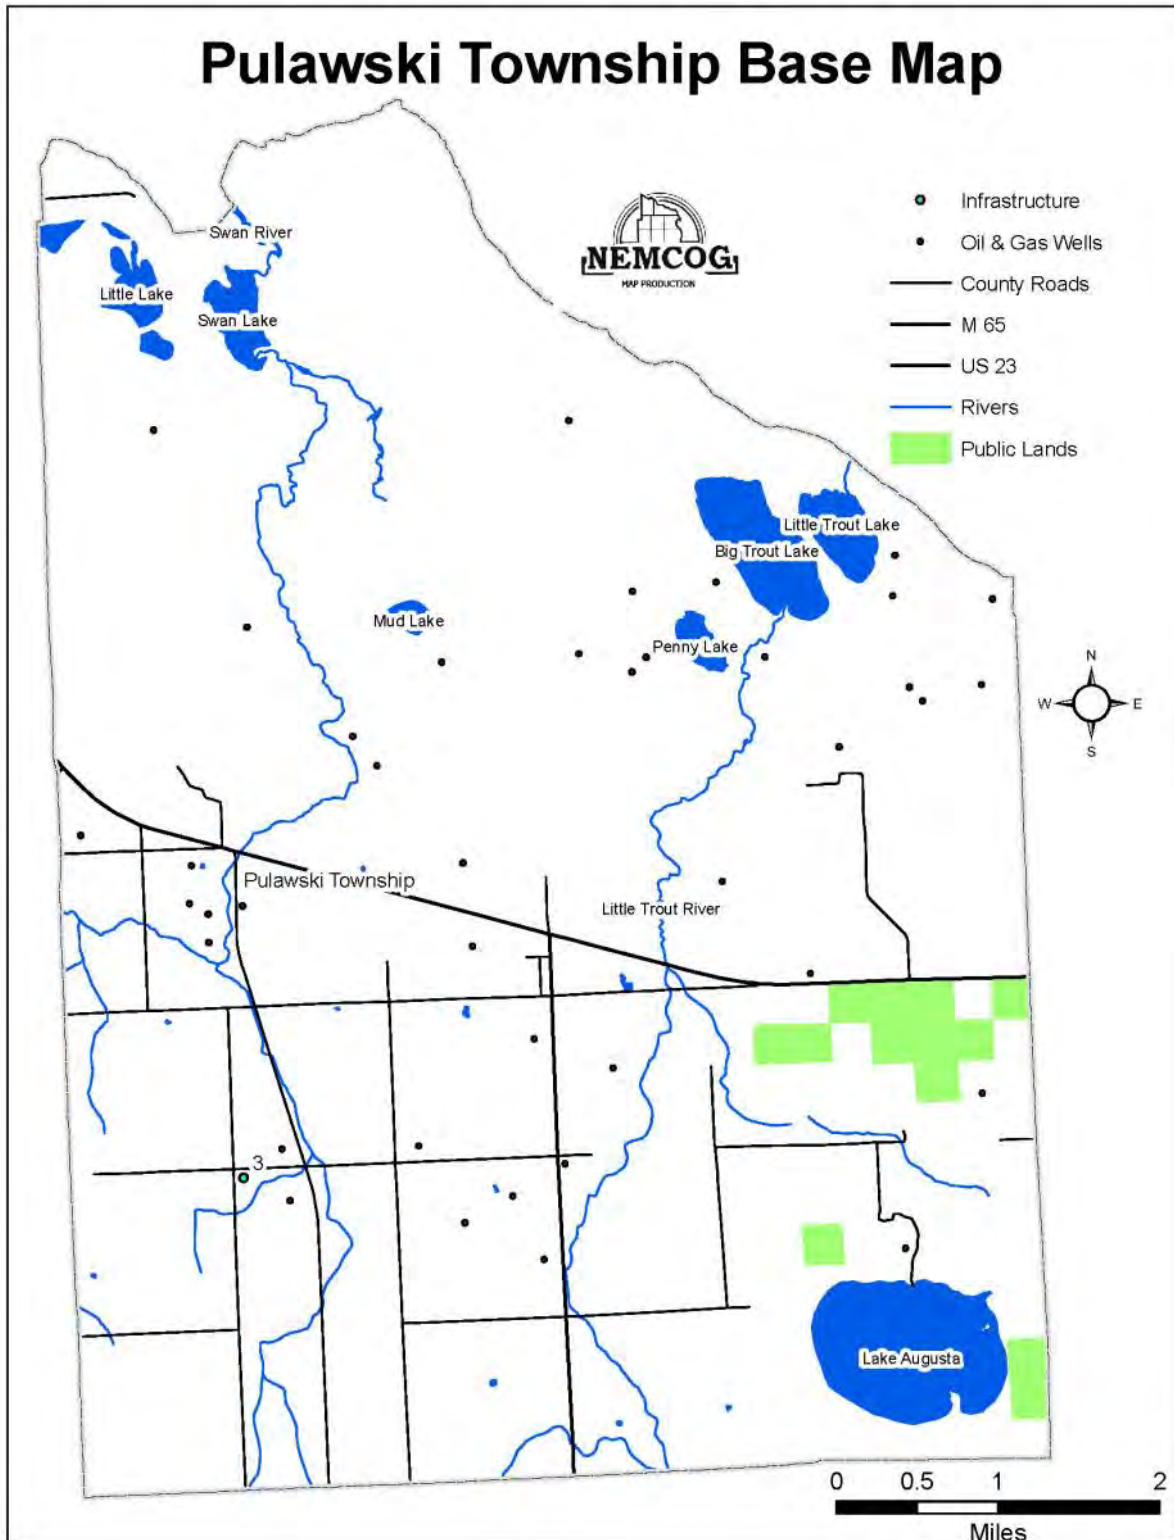 Pulawski Township Base Map
Infrastructure
Oil & Gas Wells
County Roads
M 65
US 23
Rivers
Public Lands
NEMCOG
MAP PRODUCTION
Swan River
Little Lake
Swan Lake
Little Trout Lake
Big Trout Lake
Mud Lake
Penny Lake
N
W
E
S
Pulawski Township
Little Trout River
3
Lake Augusta
0 0.5 1 2
Miles